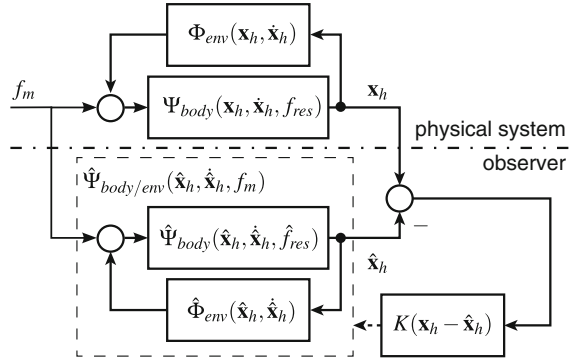 Φ_env(x_h, ẋ_h)
f_m
Ψ_body(x_h, ẋ_h, f_res)
x_h
physical system
observer
Ψ̂_body/env(x̂_h, ẋ̂_h, f_m)
−
Ψ̂_body(x̂_h, ẋ̂_h, f̂_res)
x̂_h
Φ̂_env(x̂_h, ẋ̂_h)
K(x_h − x̂_h)